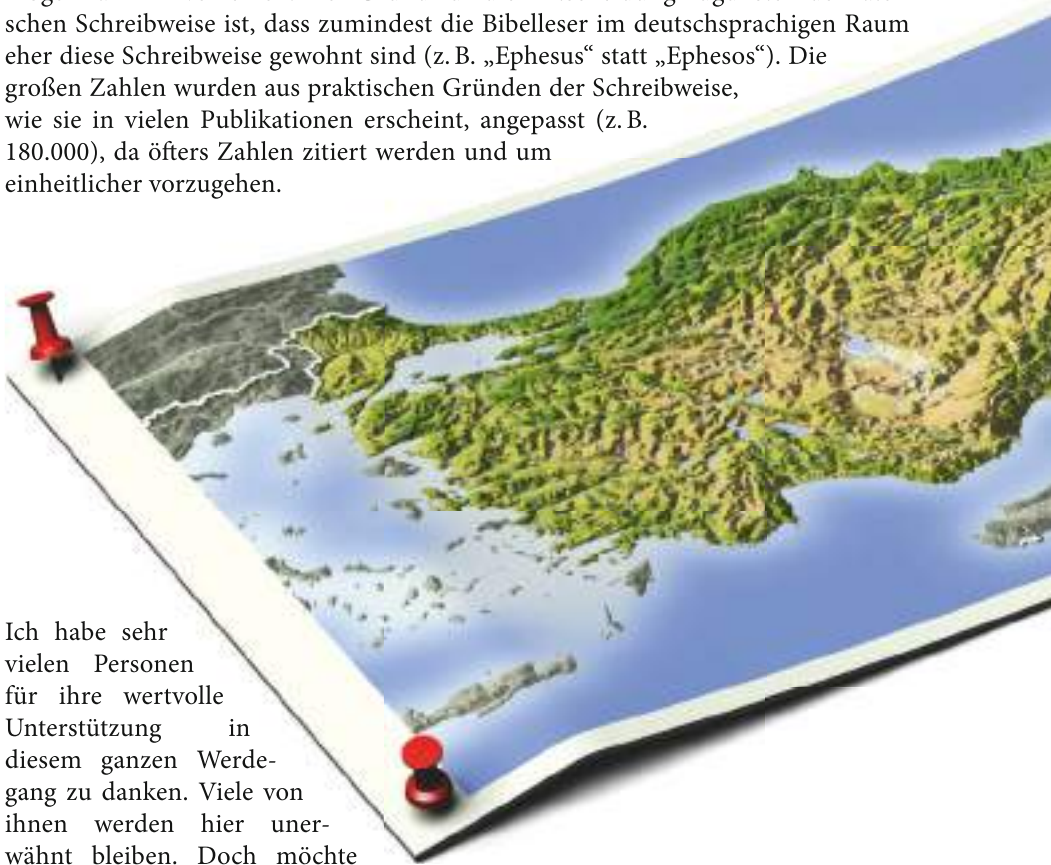 schen Schreibweise ist, dass zumindest die Bibelleser im deutschsprachigen Raum
eher diese Schreibweise gewohnt sind (z. B. „Ephesus“ statt „Ephesos“). Die
großen Zahlen wurden aus praktischen Gründen der Schreibweise,
wie sie in vielen Publikationen erscheint, angepasst (z. B.
180.000), da öfters Zahlen zitiert werden und um
einheitlicher vorzugehen.
Ich habe sehr
vielen Personen
für ihre wertvolle
Unterstützung in
diesem ganzen Werde-
gang zu danken. Viele von
ihnen werden hier uner-
wähnt bleiben. Doch möchte